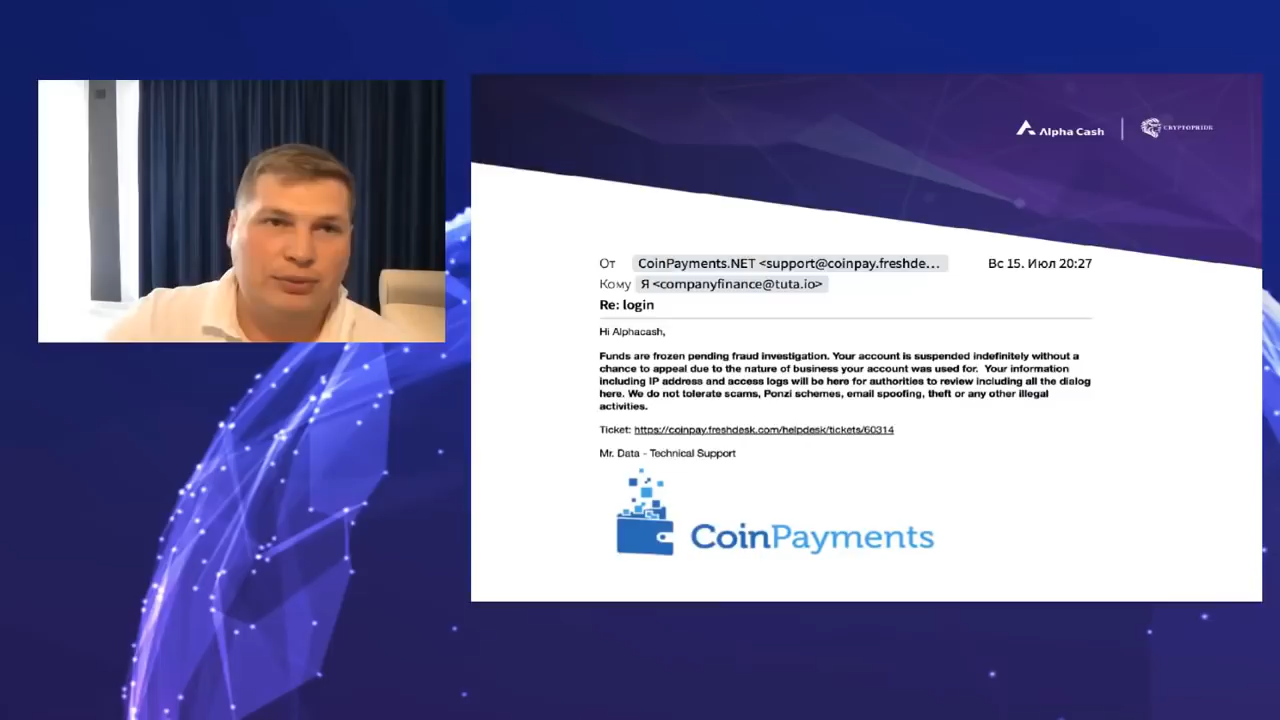 Alpha Cash
CRYPTOPRIDE
От CoinPayments.NET <support@coinpay.freshde... Вс 15. Июл 20:27
Кому Я <companyfinance@tuta.io>
Re: login
Hi Alphacash,
Funds are frozen pending fraud investigation. Your account is suspended indefinitely without a
chance to appeal due to the nature of business your account was used for. Your information
including IP address and access logs will be here for authorities to review including all the dialog
here. We do not tolerate scams, Ponzi schemes, email spoofing, theft or any other illegal
activities.
Ticket: https://coinpay.freshdesk.com/helpdesk/tickets/60314
Mr. Data - Technical Support
CoinPayments